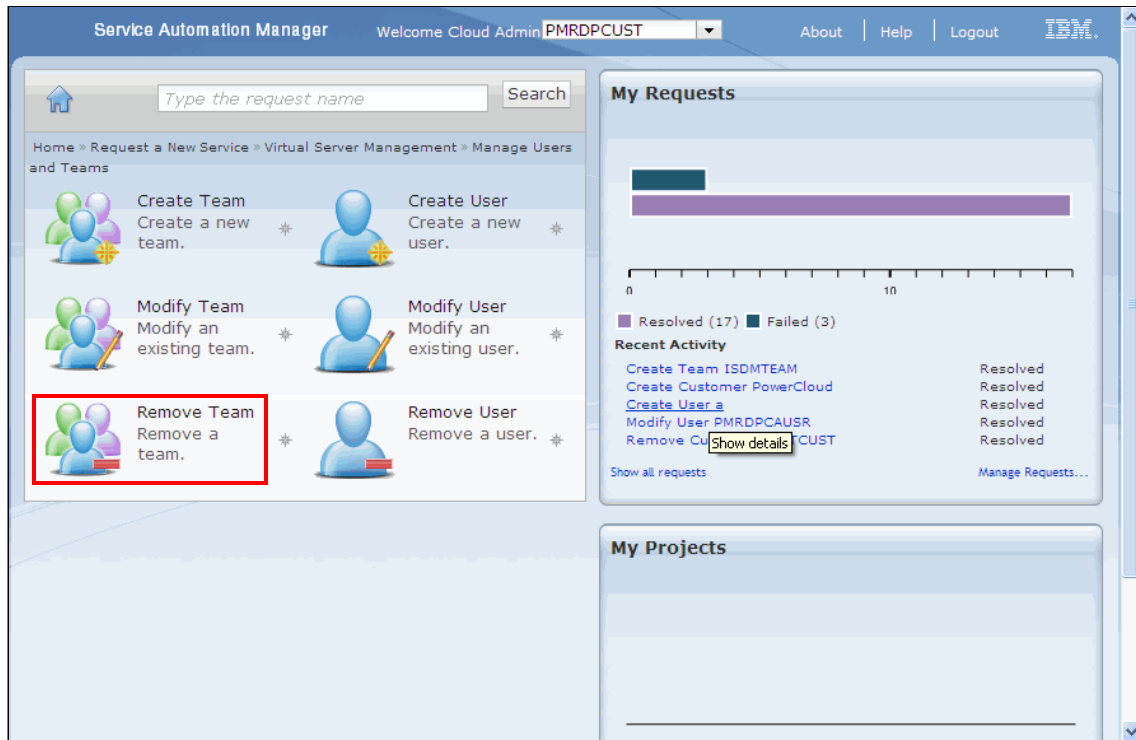 Service Automation Manager
Welcome Cloud Admin PMRDPCUST
About
Help
Logout
IBM.
Type the request name
Search
Home » Request a New Service » Virtual Server Management » Manage Users
and Teams
Create Team
Create a new
team.
Create User
Create a new
user.
Modify Team
Modify an
existing team.
Modify User
Modify an
existing user.
Remove Team
Remove a
team.
Remove User
Remove a user.
My Requests
0
10
Resolved (17)
Failed (3)
Recent Activity
Create Team ISDMTEAM Resolved
Create Customer PowerCloud Resolved
Create User a Resolved
Modify User PMRDPCAUSR Resolved
Remove Cu TCUST Resolved
Show details
Show all requests
Manage Requests...
My Projects